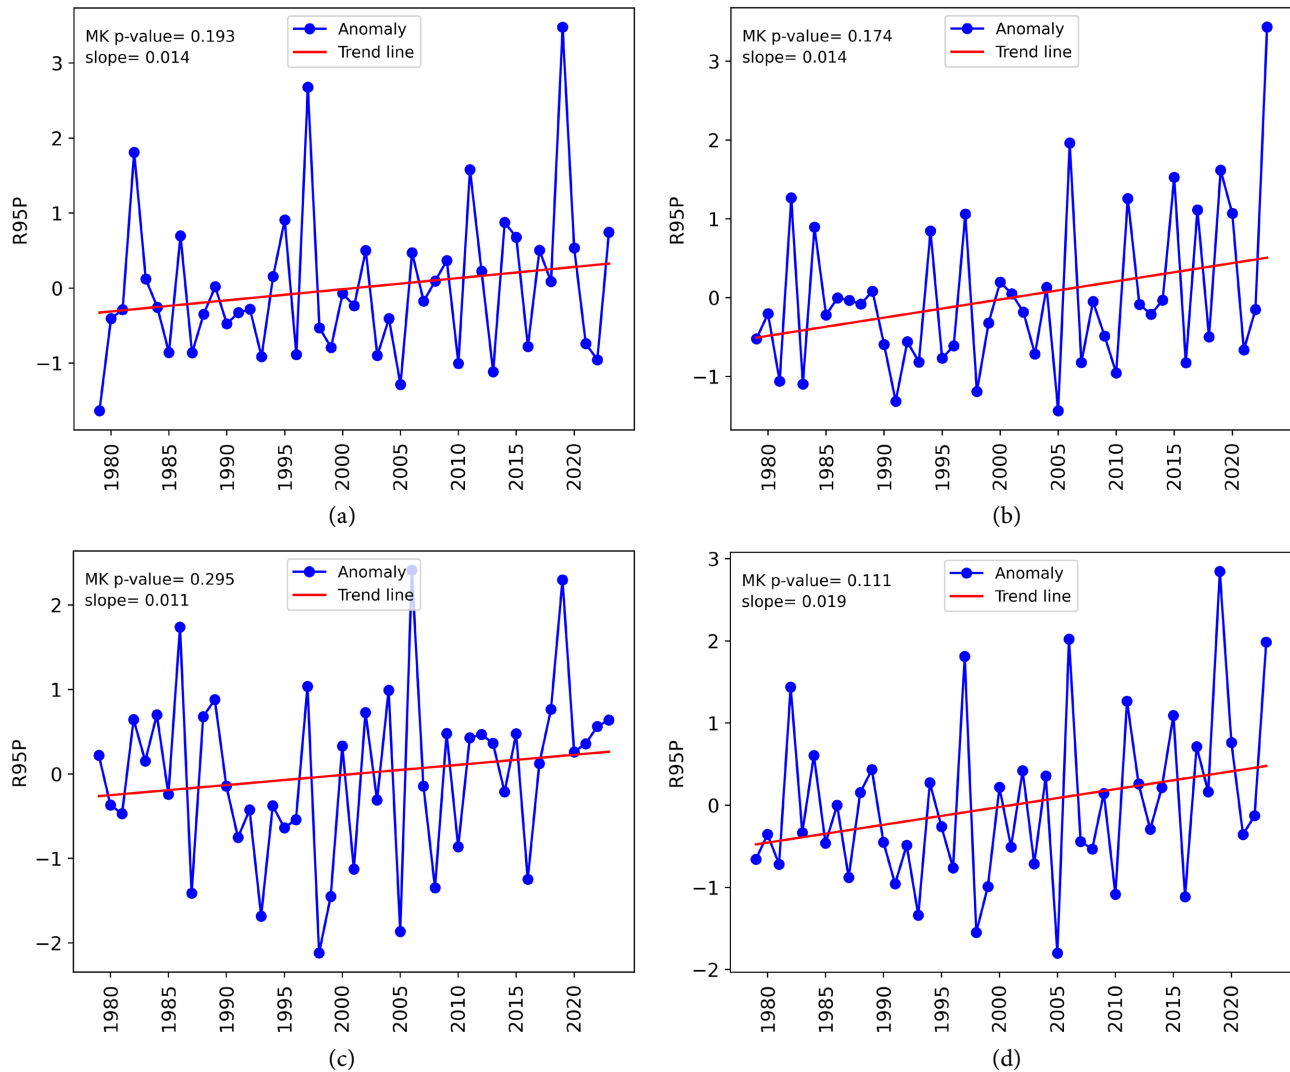 MK p-value= 0.193
slope= 0.014
Anomaly
Trend line
R95P
3
2
1
0
−1
1980 1985 1990 1995 2000 2005 2010 2015 2020
(a)
MK p-value= 0.174
slope= 0.014
Anomaly
Trend line
R95P
3
2
1
0
−1
1980 1985 1990 1995 2000 2005 2010 2015 2020
(b)
MK p-value= 0.295
slope= 0.011
Anomaly
Trend line
R95P
2
1
0
−1
−2
1980 1985 1990 1995 2000 2005 2010 2015 2020
(c)
MK p-value= 0.111
slope= 0.019
Anomaly
Trend line
R95P
3
2
1
0
−1
−2
1980 1985 1990 1995 2000 2005 2010 2015 2020
(d)